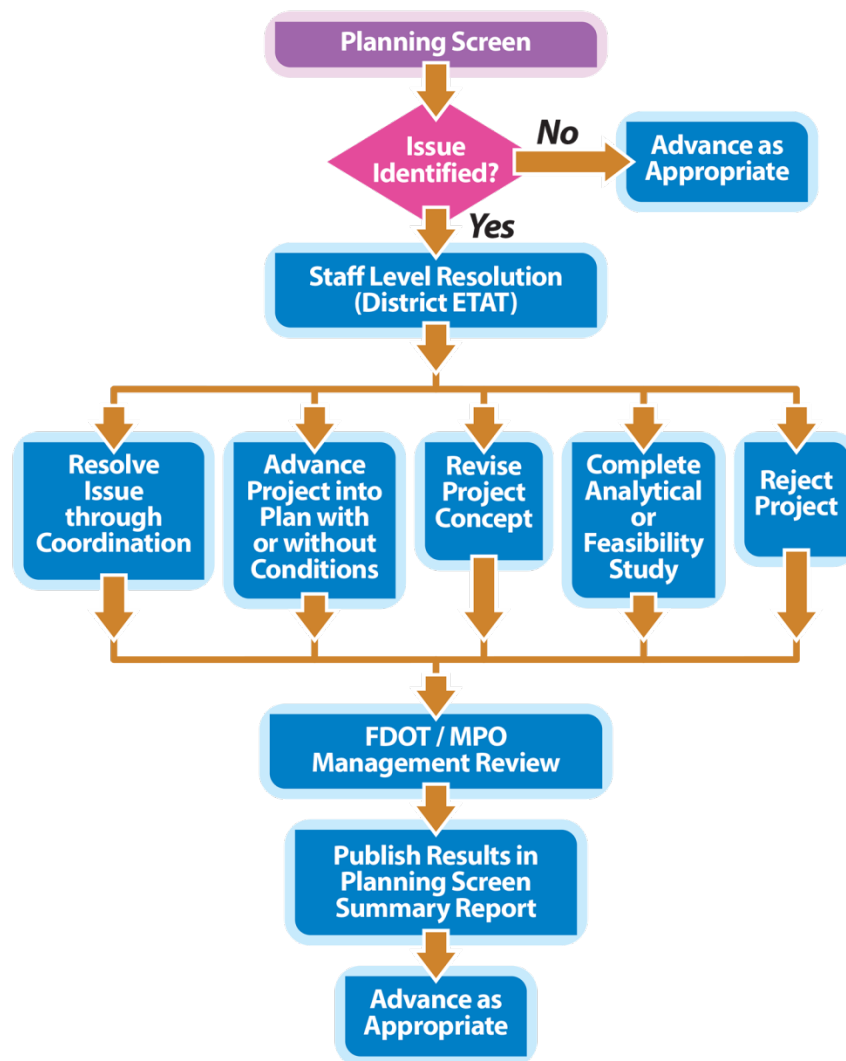 Planning Screen
Issue
Identified?
No
Advance as
Appropriate
Yes
Staff Level Resolution
(District ETAT)
Resolve
Issue
through
Coordination
Advance
Project into
Plan with
or without
Conditions
Revise
Project
Concept
Complete
Analytical
or
Feasibility
Study
Reject
Project
FDOT / MPO
Management Review
Publish Results in
Planning Screen
Summary Report
Advance as
Appropriate